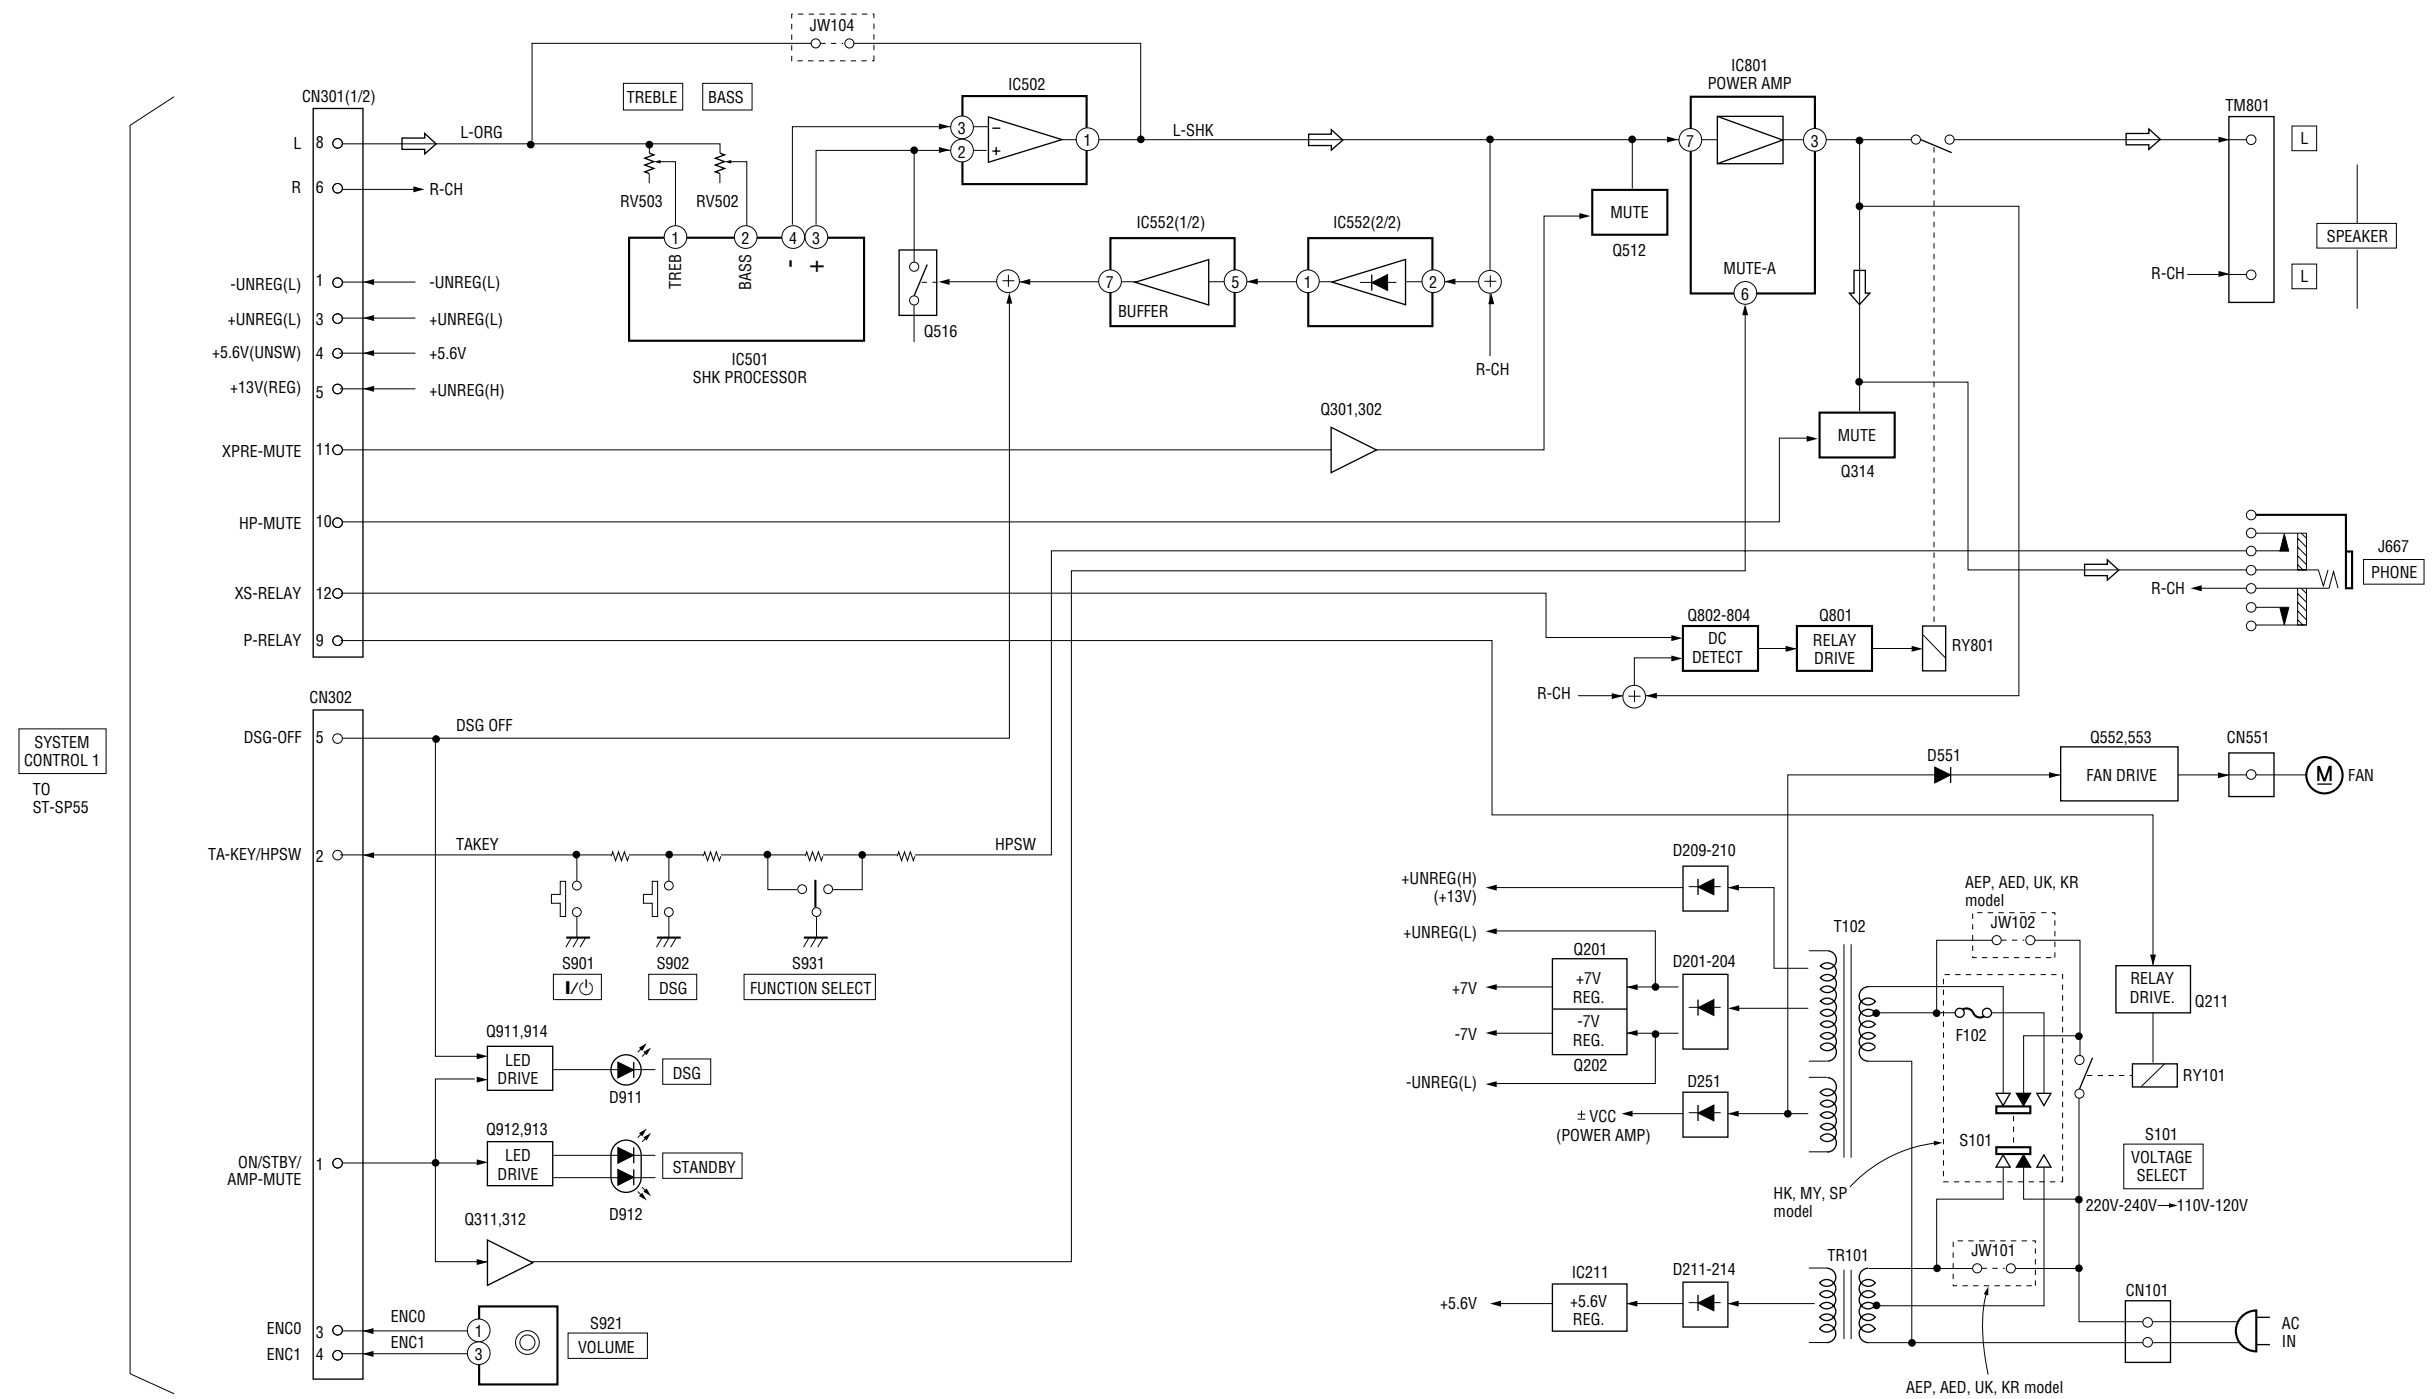 JW104
CN301(1/2)
TREBLE
BASS
IC502
IC801
POWER AMP
TM801
L 8
L-ORG
3 −
2 +
1
L-SHK
7
3
L
R 6
R-CH
RV503
RV502
MUTE
Q512
SPEAKER
IC552(1/2)
IC552(2/2)
1
2
4
3
TREB
BASS
-
+
IC501
SHK PROCESSOR
Q516
+
7
5
BUFFER
1
2
+
R-CH
MUTE-A
6
R-CH
L
-UNREG(L) 1
-UNREG(L)
+UNREG(L) 3
+UNREG(L)
+5.6V(UNSW) 4
+5.6V
+13V(REG) 5
+UNREG(H)
Q301,302
MUTE
Q314
XPRE-MUTE 11
HP-MUTE 10
XS-RELAY 12
P-RELAY 9
J667
PHONE
R-CH
Q802-804
DC
DETECT
Q801
RELAY
DRIVE
RY801
R-CH
+
CN302
SYSTEM
CONTROL 1
TO
ST-SP55
DSG-OFF 5
DSG OFF
D551
Q552,553
FAN DRIVE
CN551
M
FAN
TA-KEY/HPSW 2
TAKEY
HPSW
S901
I/⏻
S902
DSG
S931
FUNCTION SELECT
D209-210
+UNREG(H)
(+13V)
+UNREG(L)
Q201
+7V
REG.
+7V
D201-204
-7V
REG.
-7V
Q202
-UNREG(L)
D251
± VCC
(POWER AMP)
T102
AEP, AED, UK, KR
model
JW102
F102
RELAY
DRIVE.
Q211
RY101
S101
S101
VOLTAGE
SELECT
220V-240V→110V-120V
HK, MY, SP
model
Q911,914
LED
DRIVE
D911
DSG
Q912,913
LED
DRIVE
D912
STANDBY
ON/STBY/
AMP-MUTE
1
Q311,312
ENC0 3
ENC0
1
ENC1 4
ENC1
3
S921
VOLUME
IC211
+5.6V
REG.
+5.6V
D211-214
TR101
JW101
CN101
AC
IN
AEP, AED, UK, KR model